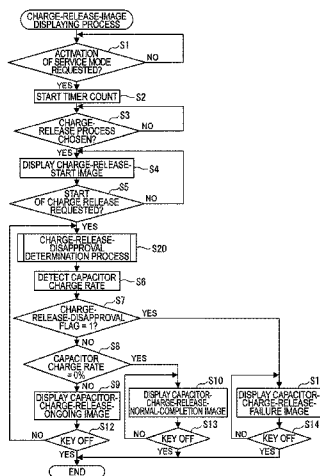 CHARGE-RELEASE-IMAGE
DISPLAYING PROCESS
S1
ACTIVATION
OF SERVICE MODE
REQUESTED?
NO
YES
START TIMER COUNT
S2
S3
CHARGE-
RELEASE PROCESS
CHOSEN?
NO
YES
DISPLAY CHARGE-RELEASE-
START IMAGE
S4
S5
START
OF CHARGE RELEASE
REQUESTED?
NO
YES
CHARGE-RELEASE-
DISAPPROVAL
DETERMINATION PROCESS
S20
DETECT CAPACITOR
CHARGE RATE
S6
S7
CHARGE-
RELEASE-DISAPPROVAL
FLAG = 1?
YES
NO
S8
CAPACITOR
CHARGE RATE
= 0%
YES
NO
S9
DISPLAY CAPACITOR-
CHARGE-RELEASE-
ONGOING IMAGE
S10
DISPLAY CAPACITOR-
CHARGE-RELEASE-
NORMAL-COMPLETION IMAGE
S1
DISPLAY CAPACITOR-
CHARGE-RELEASE-
FAILURE IMAGE
S12
NO
KEY OFF
YES
S13
NO
KEY OFF
YES
S14
NO
KEY OFF
YES
END